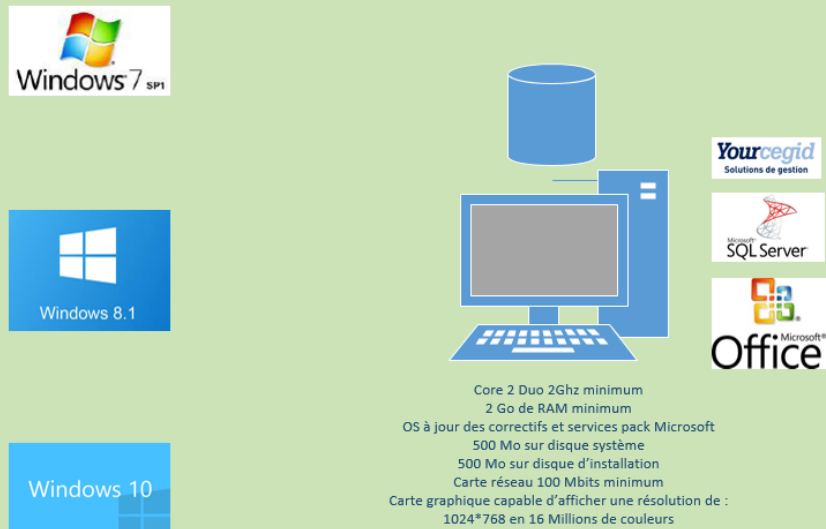 Windows 7 SP1
Yourcegid
Solutions de gestion
Microsoft
SQL Server
Windows 8.1
Microsoft®
Office
Core 2 Duo 2Ghz minimum
2 Go de RAM minimum
OS à jour des correctifs et services pack Microsoft
500 Mo sur disque système
500 Mo sur disque d'installation
Carte réseau 100 Mbits minimum
Carte graphique capable d'afficher une résolution de :
1024*768 en 16 Millions de couleurs
Windows 10